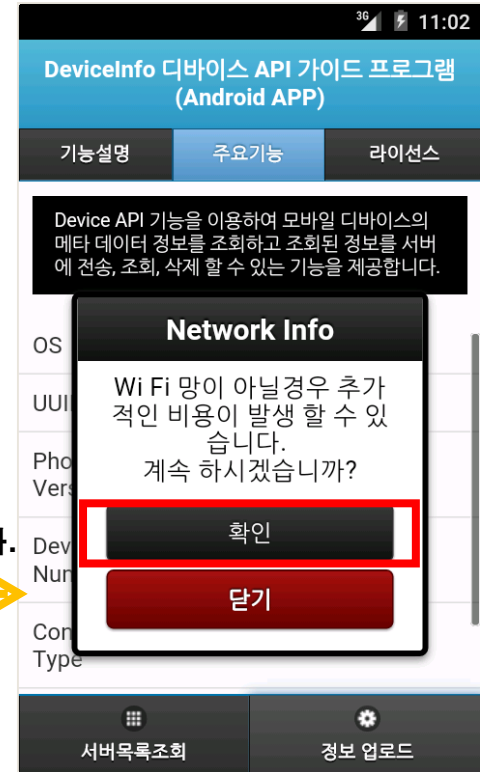 3G 11:02
DeviceInfo 디바이스 API 가이드 프로그램
(Android APP)
기능설명 주요기능 라이선스
Device API 기능을 이용하여 모바일 디바이스의
메타 데이터 정보를 조회하고 조회된 정보를 서버
에 전송, 조회, 삭제 할 수 있는 기능을 제공합니다.
Network Info
OS
Wi Fi 망이 아닐경우 추가
적인 비용이 발생 할 수 있
습니다.
계속 하시겠습니까?
UUI
Pho
Vers
확인
Dev
Num
닫기
Con
Type
서버목록조회 정보 업로드